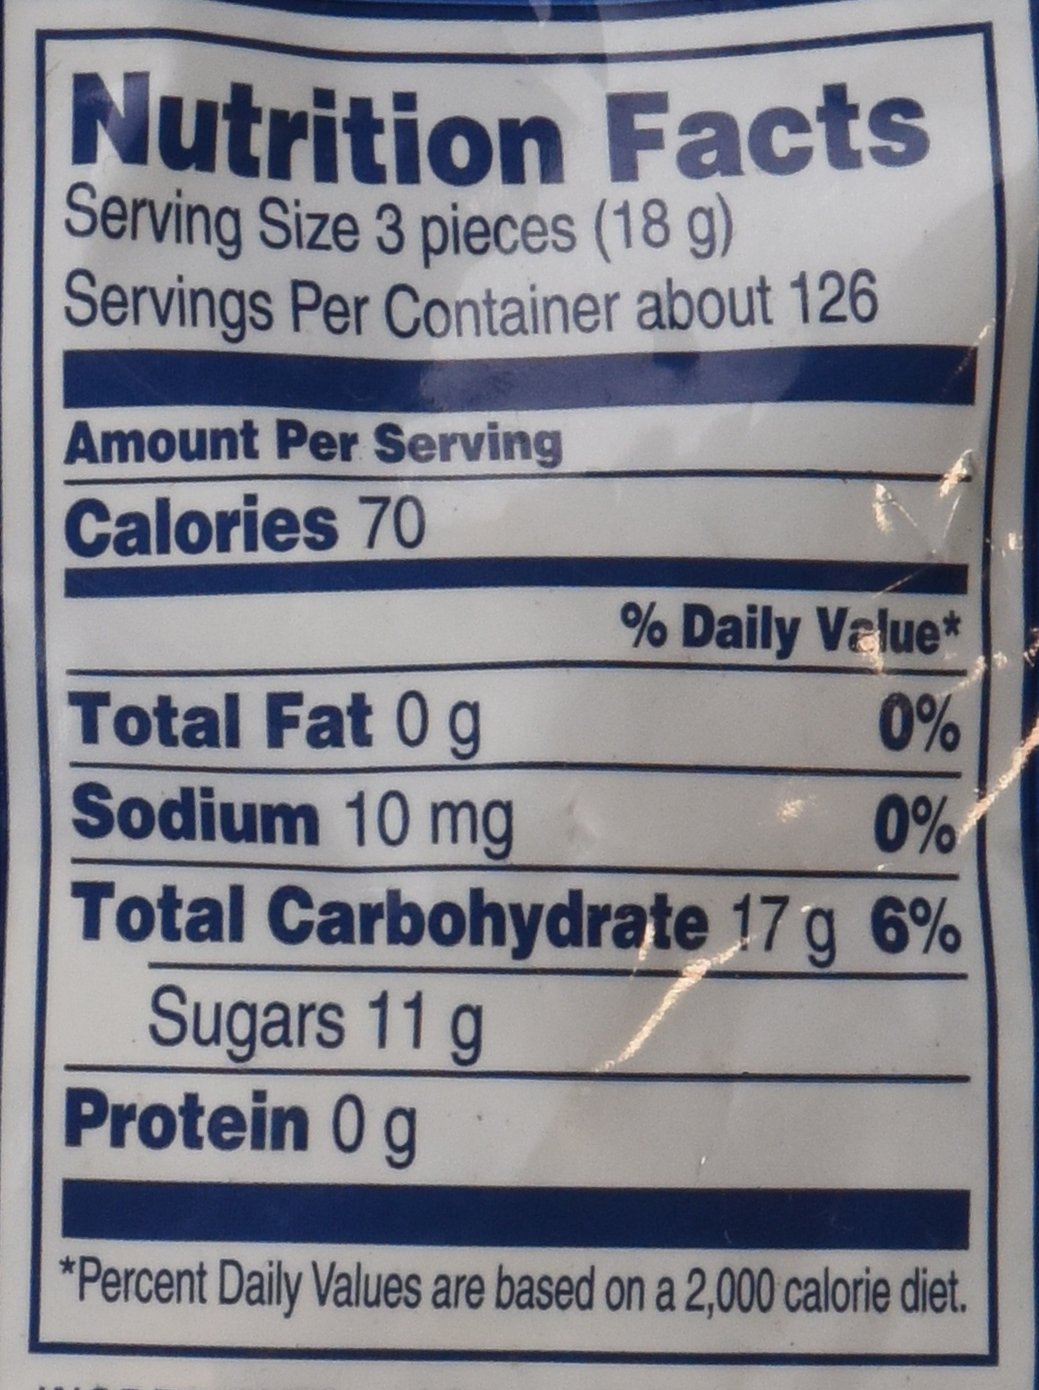 Nutrition Facts
Serving Size 3 pieces (18 g)
Servings Per Container about 126
Amount Per Serving
Calories 70
% Daily Value*
Total Fat 0 g 0%
Sodium 10 mg 0%
Total Carbohydrate 17 g 6%
Sugars 11 g
Protein 0 g
*Percent Daily Values are based on a 2,000 calorie diet.